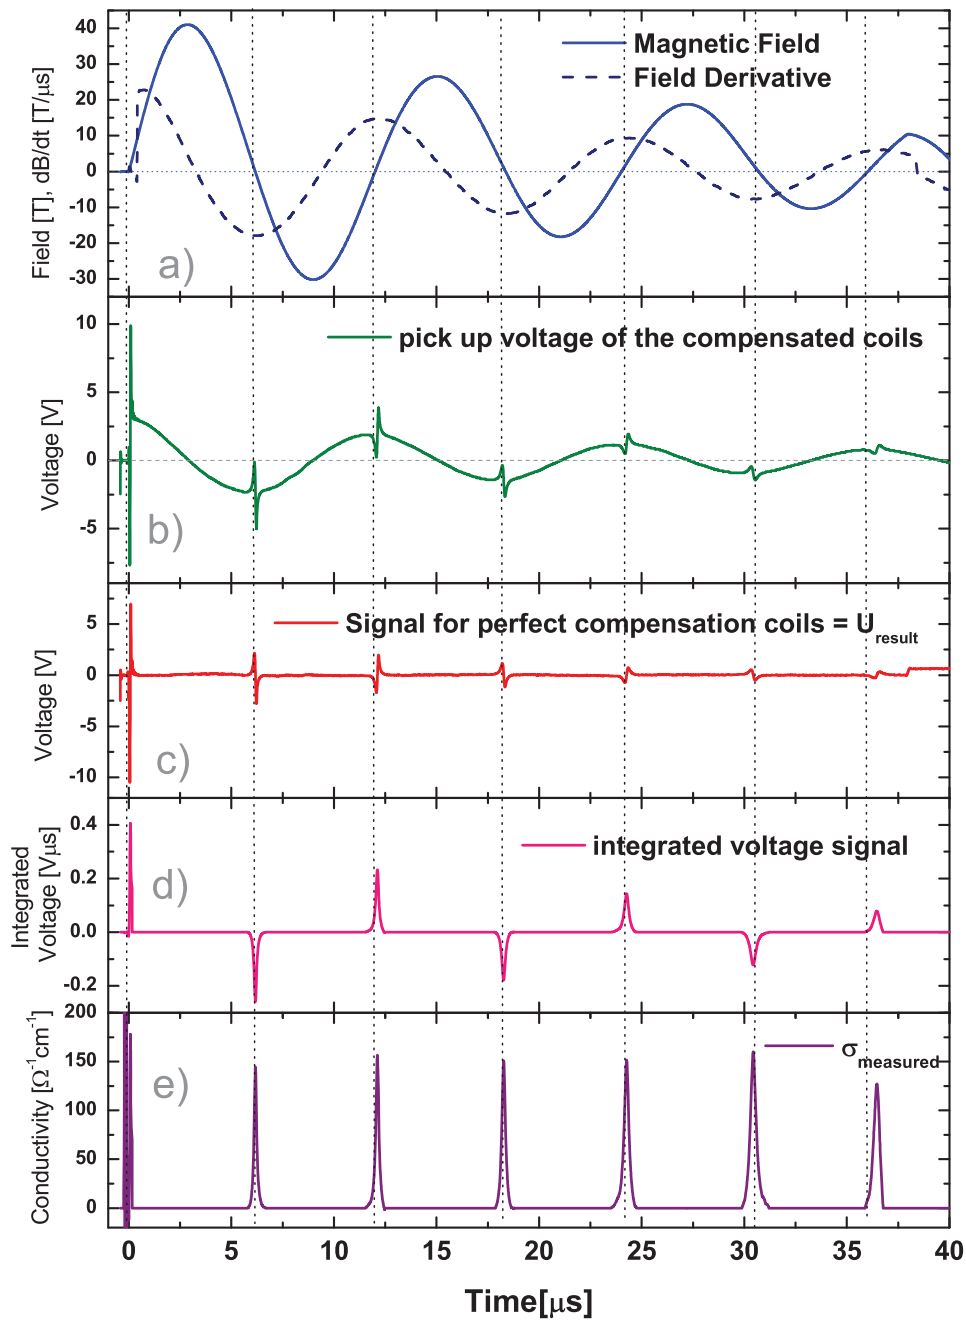 40
30
20
10
0
-10
-20
-30
Field [T], dB/dt [T/μs]
Magnetic Field
Field Derivative
a)
10
5
0
-5
Voltage [V]
pick up voltage of the compensated coils
b)
5
0
-5
-10
Voltage [V]
Signal for perfect compensation coils = U_result
c)
0.4
0.2
0.0
-0.2
Integrated
Voltage [Vμs]
integrated voltage signal
d)
200
150
100
50
0
Conductivity [Ω⁻¹cm⁻¹]
σ_measured
e)
0 5 10 15 20 25 30 35 40
Time[μs]